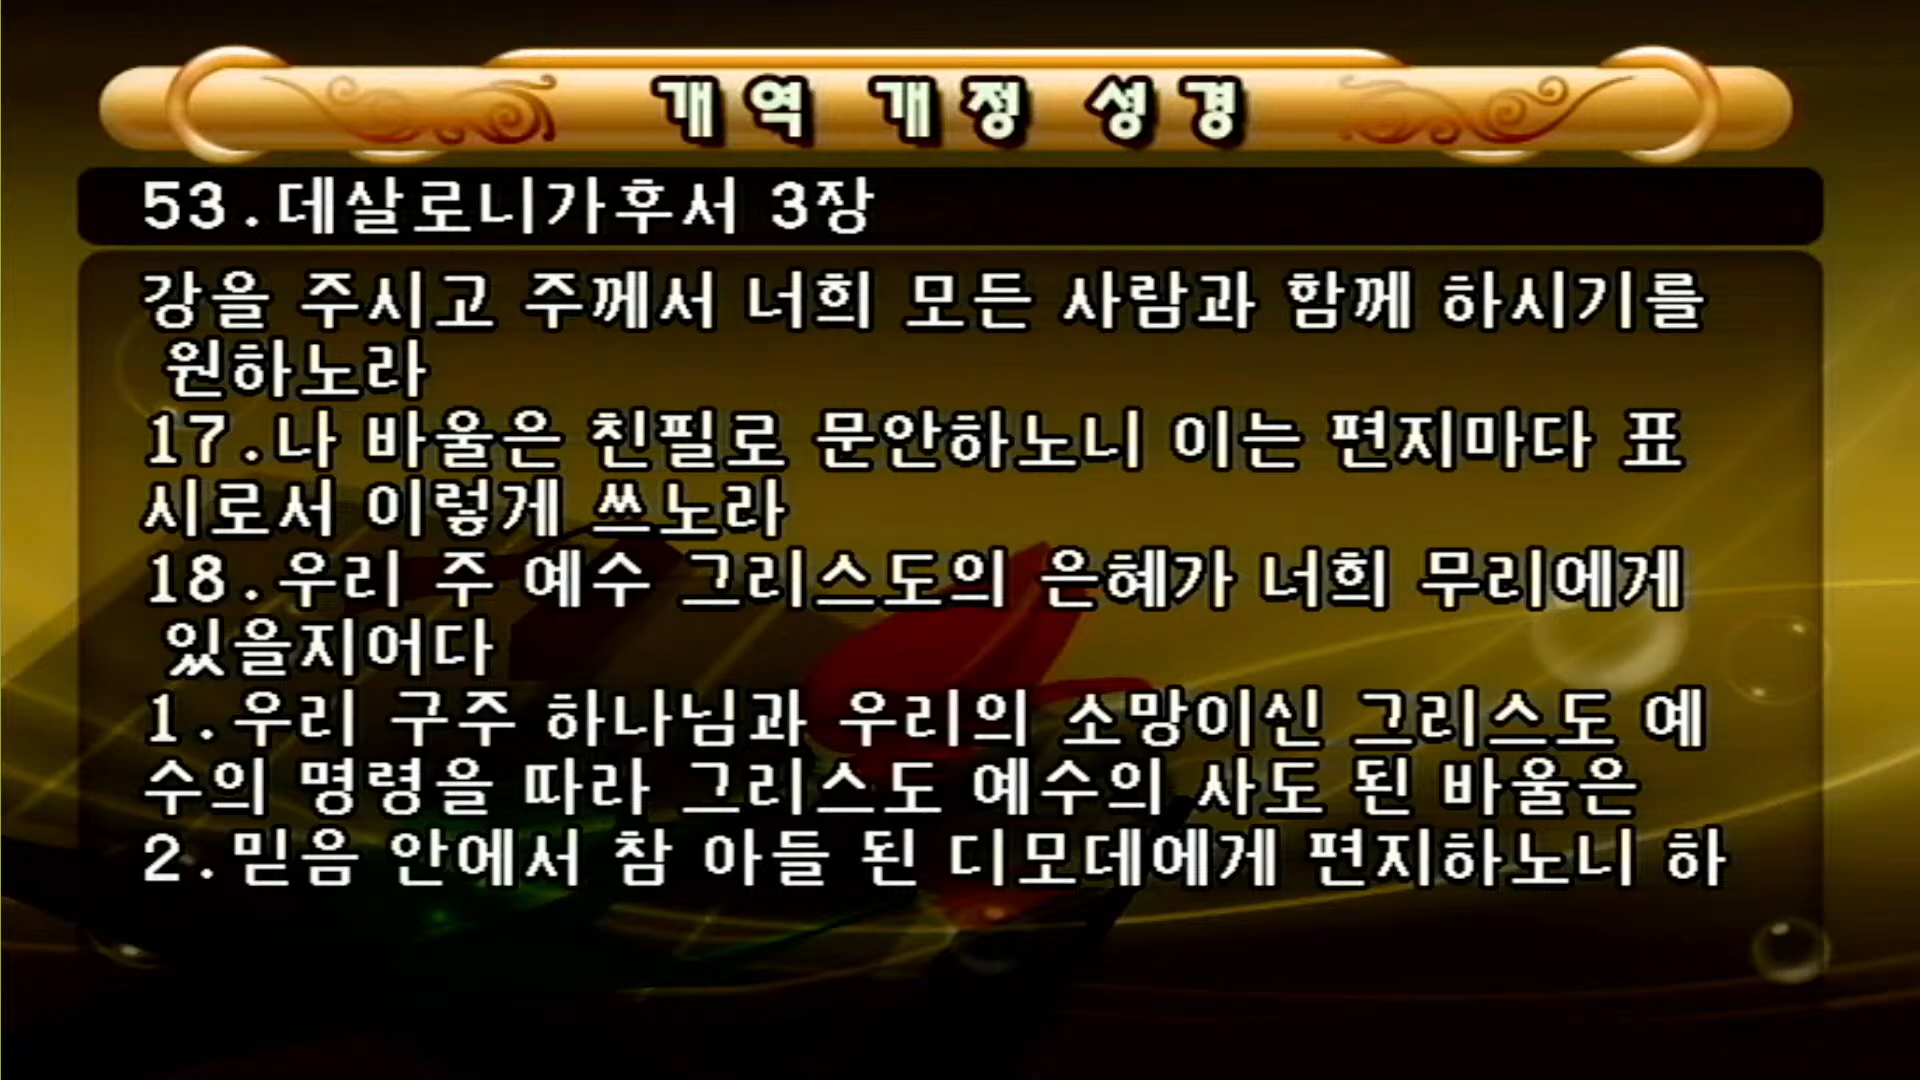 개역 개정 성경
53.데살로니가후서 3장
강을 주시고 주께서 너희 모든 사람과 함께 하시기를
원하노라
17.나 바울은 친필로 문안하노니 이는 편지마다 표
시로서 이렇게 쓰노라
18.우리 주 예수 그리스도의 은혜가 너희 무리에게
있을지어다
1.우리 구주 하나님과 우리의 소망이신 그리스도 예
수의 명령을 따라 그리스도 예수의 사도 된 바울은
2.믿음 안에서 참 아들 된 디모데에게 편지하노니 하